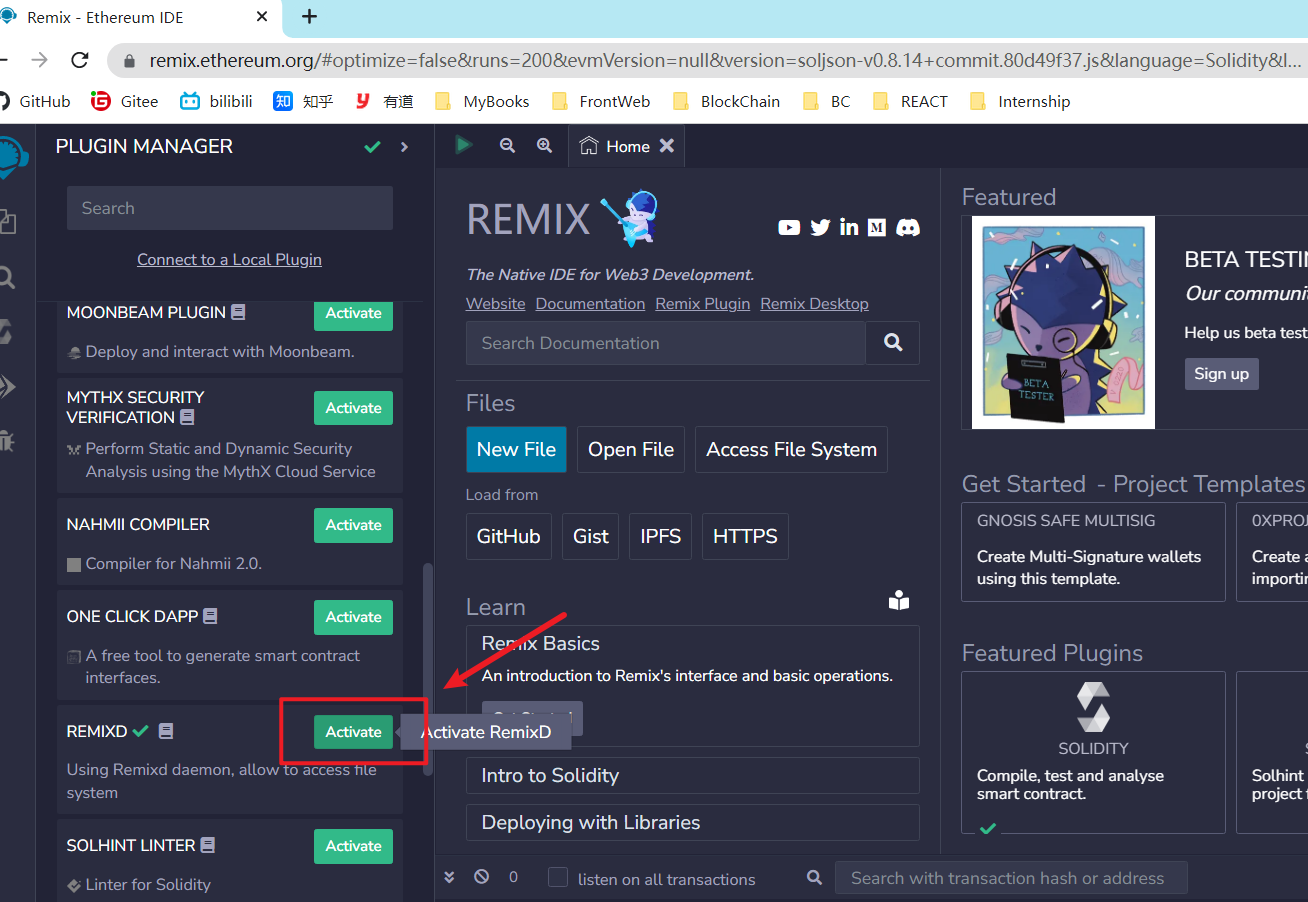 Remix - Ethereum IDE
remix.ethereum.org/#optimize=false&runs=200&evmVersion=null&version=soljson-v0.8.14+commit.80d49f37.js&language=Solidity&l...
GitHub Gitee bilibili 知 知乎 有道 MyBooks FrontWeb BlockChain BC REACT Internship
PLUGIN MANAGER
Search
Connect to a Local Plugin
MOONBEAM PLUGIN Activate
Deploy and interact with Moonbeam.
MYTHX SECURITY
VERIFICATION Activate
Perform Static and Dynamic Security
Analysis using the MythX Cloud Service
NAHMII COMPILER Activate
Compiler for Nahmii 2.0.
ONE CLICK DAPP Activate
A free tool to generate smart contract
interfaces.
REMIXD Activate
Activate RemixD
Using Remixd daemon, allow to access file
system
SOLHINT LINTER Activate
Linter for Solidity
Home
REMIX
The Native IDE for Web3 Development.
Website Documentation Remix Plugin Remix Desktop
Search Documentation
Files
New File Open File Access File System
Load from
GitHub Gist IPFS HTTPS
Learn
Remix Basics
An introduction to Remix's interface and basic operations.
Intro to Solidity
Deploying with Libraries
0 listen on all transactions Search with transaction hash or address
Featured
BETA
TESTER
BETA TESTIN
Our communi
Help us beta test
Sign up
Get Started - Project Templates
GNOSIS SAFE MULTISIG
Create Multi-Signature wallets
using this template.
0XPROJ
Create a
importin
Featured Plugins
SOLIDITY
Compile, test and analyse
smart contract.
S
Solhint
project f